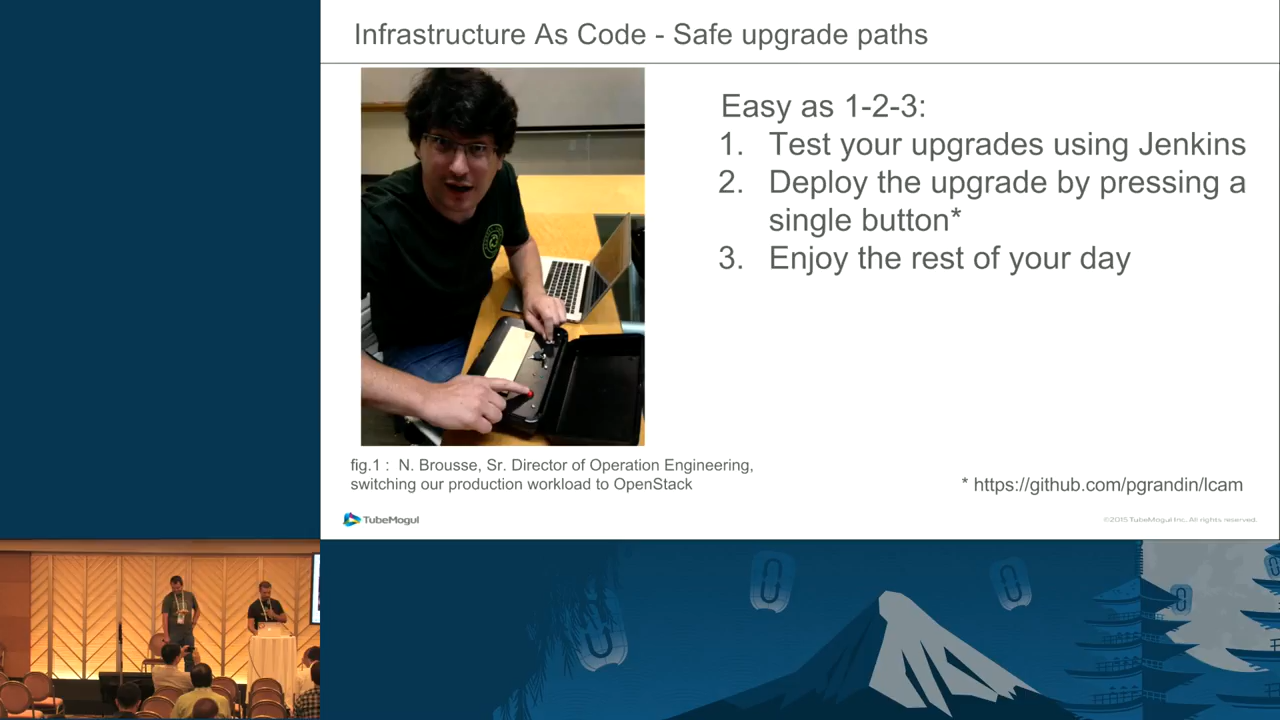 Infrastructure As Code - Safe upgrade paths
Easy as 1-2-3:
1. Test your upgrades using Jenkins
2. Deploy the upgrade by pressing a
single button*
3. Enjoy the rest of your day
fig.1 : N. Brousse, Sr. Director of Operation Engineering,
switching our production workload to OpenStack
* https://github.com/pgrandin/lcam
TubeMogul
©2015 TubeMogul Inc. All rights reserved.